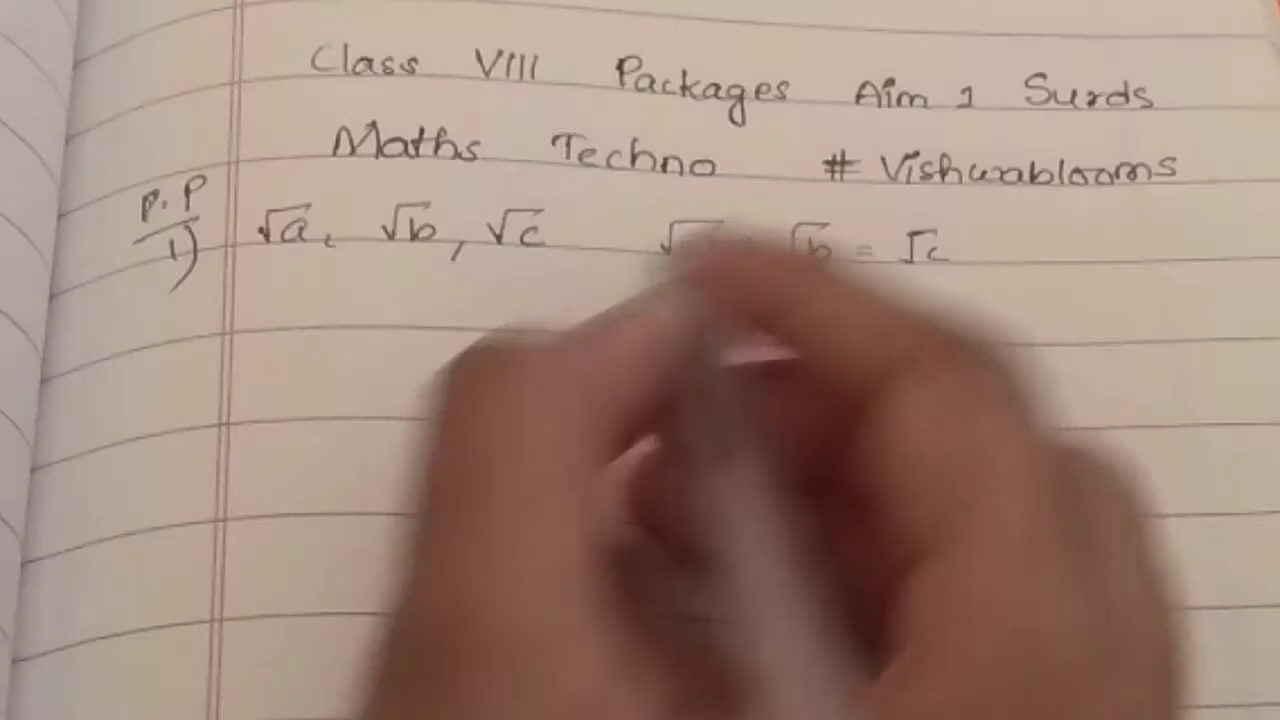 Class VIII Packages Aim 1 Surds
Maths Techno # Vishwablooms
P.P
1) √a, √b, √c √b = √c